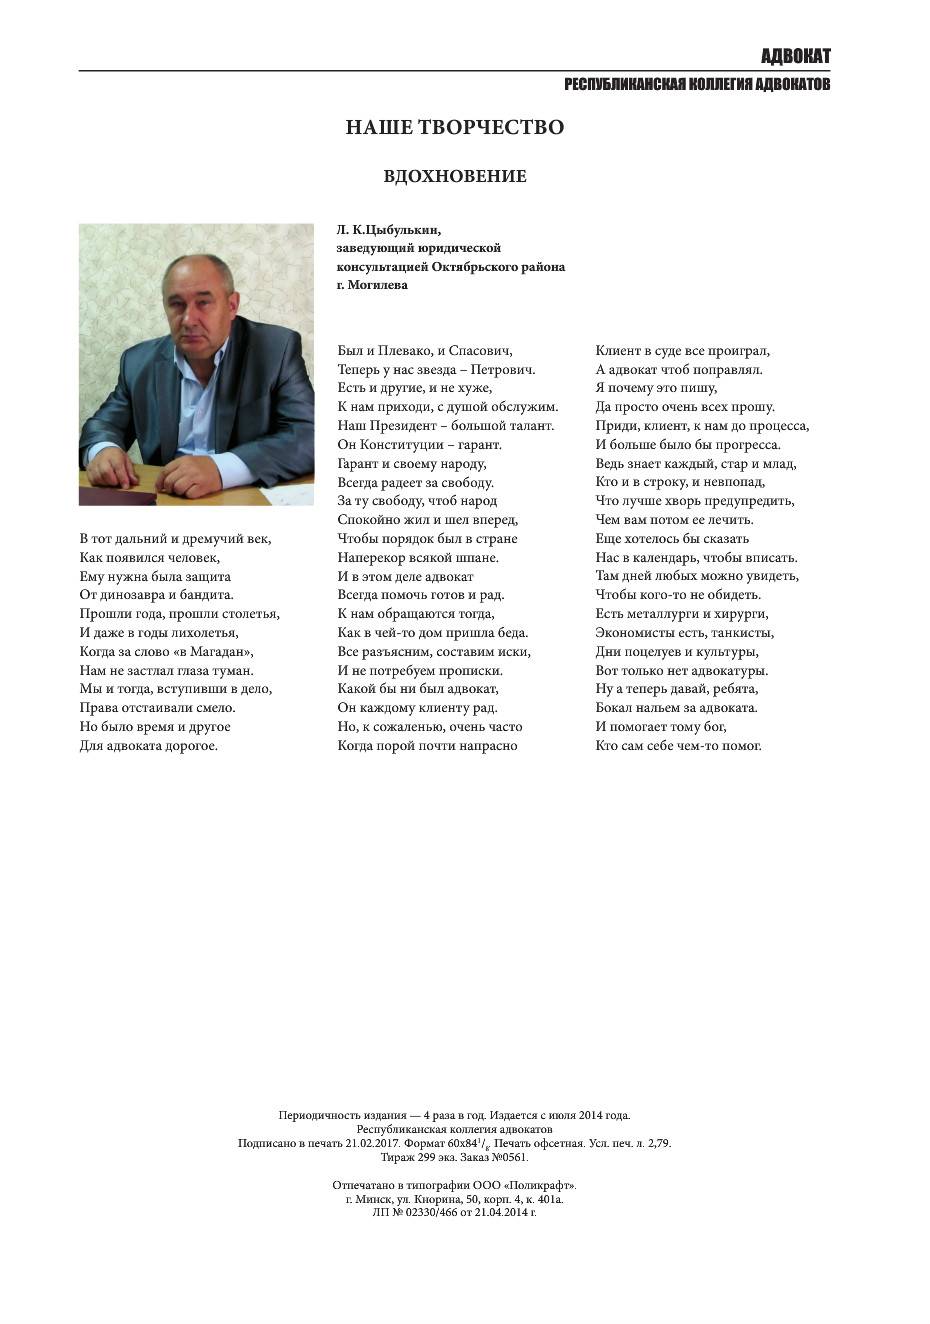 АДВОКАТ
РЕСПУБЛИКАНСКАЯ КОЛЛЕГИЯ АДВОКАТОВ
НАШЕ ТВОРЧЕСТВО
ВДОХНОВЕНИЕ
Л. К.Цыбулькин,
заведующий юридической
консультацией Октябрьского района
г. Могилева
В тот дальний и дремучий век,
Как появился человек,
Ему нужна была защита
От динозавра и бандита.
Прошли года, прошли столетья,
И даже в годы лихолетья,
Когда за слово «в Магадан»,
Нам не застлал глаза туман.
Мы и тогда, вступивши в дело,
Права отстаивали смело.
Но было время и другое
Для адвоката дорогое.
Был и Плевако, и Спасович,
Теперь у нас звезда – Петрович.
Есть и другие, и не хуже,
К нам приходи, с душой обслужим.
Наш Президент – большой талант.
Он Конституции – гарант.
Гарант и своему народу,
Всегда радеет за свободу.
За ту свободу, чтоб народ
Спокойно жил и шел вперед,
Чтобы порядок был в стране
Наперекор всякой шпане.
И в этом деле адвокат
Всегда помочь готов и рад.
К нам обращаются тогда,
Как в чей-то дом пришла беда.
Все разъясним, составим иски,
И не потребуем прописки.
Какой бы ни был адвокат,
Он каждому клиенту рад.
Но, к сожаленью, очень часто
Когда порой почти напрасно
Клиент в суде все проиграл,
А адвокат чтоб поправлял.
Я почему это пишу,
Да просто очень всех прошу.
Приди, клиент, к нам до процесса,
И больше было бы прогресса.
Ведь знает каждый, стар и млад,
Кто и в строку, и невпопад,
Что лучше хворь предупредить,
Чем вам потом ее лечить.
Еще хотелось бы сказать
Нас в календарь, чтобы вписать.
Там дней любых можно увидеть,
Чтобы кого-то не обидеть.
Есть металлурги и хирурги,
Экономисты есть, танкисты,
Дни поцелуев и культуры,
Вот только нет адвокатуры.
Ну а теперь давай, ребята,
Бокал нальем за адвоката.
И помогает тому бог,
Кто сам себе чем-то помог.
Периодичность издания — 4 раза в год. Издается с июля 2014 года.
Республиканская коллегия адвокатов
Подписано в печать 21.02.2017. Формат 60х84¹/₈. Печать офсетная. Усл. печ. л. 2,79.
Тираж 299 экз. Заказ №0561.
Отпечатано в типографии ООО «Поликрафт».
г. Минск, ул. Кнорина, 50, корп. 4, к. 401а.
ЛП № 02330/466 от 21.04.2014 г.